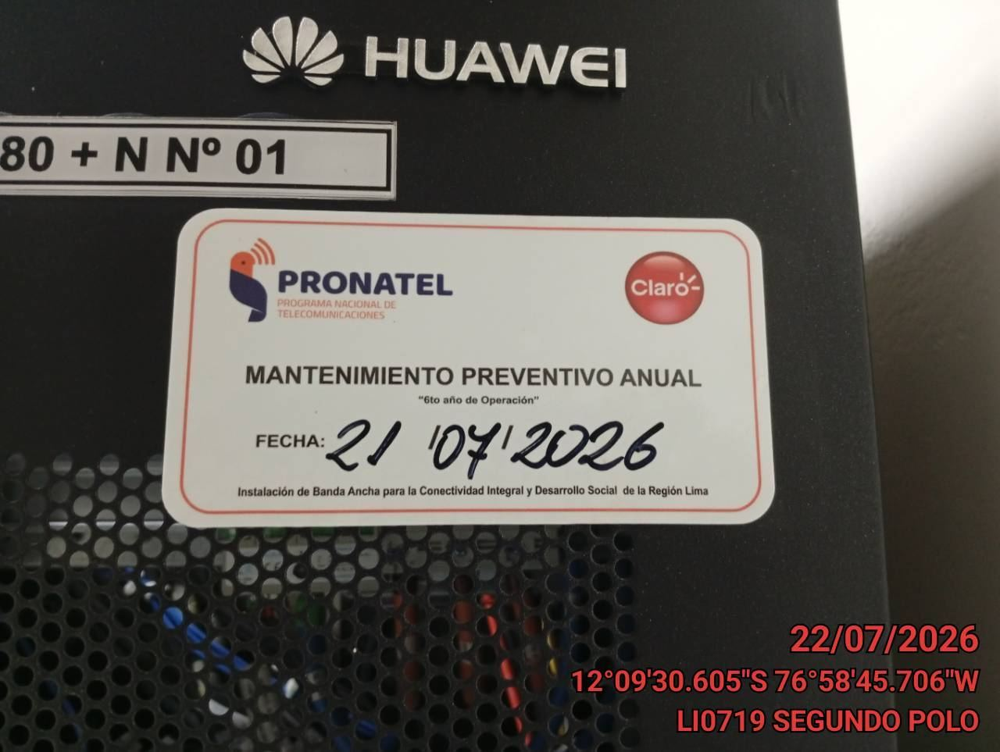 HUAWEI
80 + N Nº 01
PRONATEL
PROGRAMA NACIONAL DE
TELECOMUNICACIONES
Claro
MANTENIMIENTO PREVENTIVO ANUAL
"6to año de Operación"
FECHA: 21 /07/2026
Instalación de Banda Ancha para la Conectividad Integral y Desarrollo Social de la Región Lima
22/07/2026
12°09'30.605"S 76°58'45.706"W
LI0719 SEGUNDO POLO